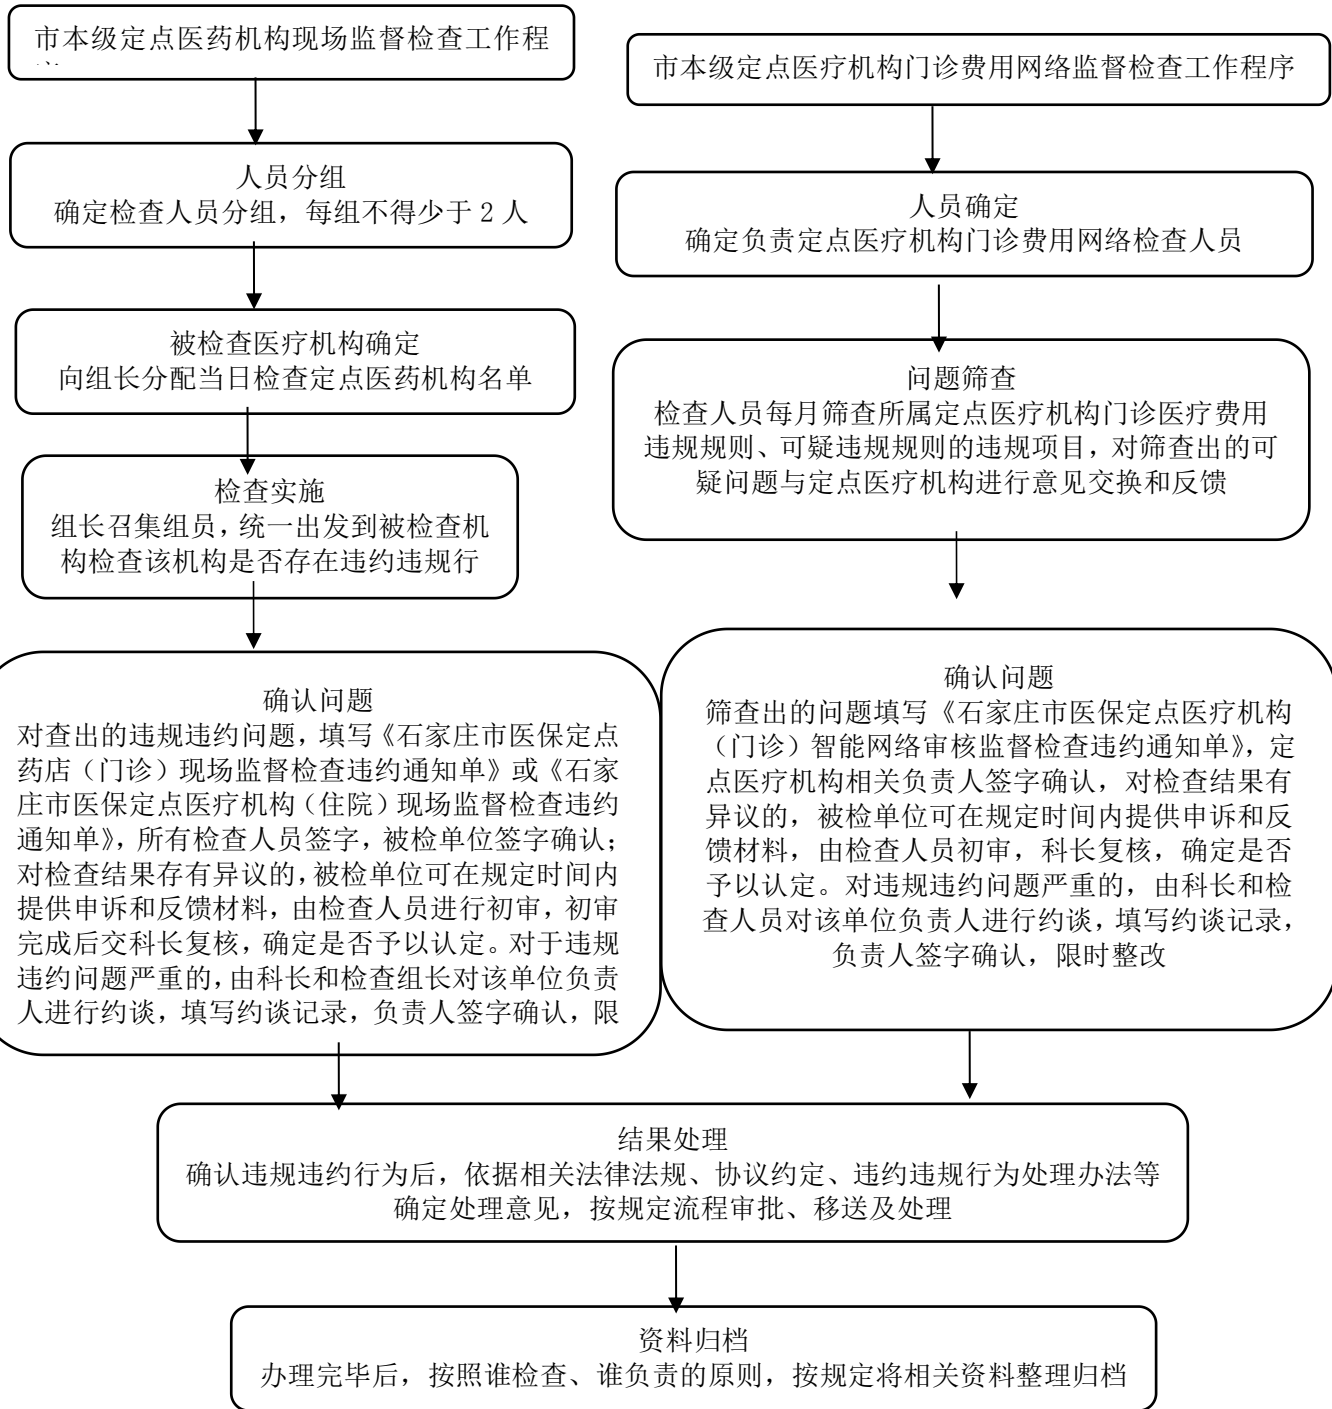 市本级定点医药机构现场监督检查工作程
人员分组
确定检查人员分组，每组不得少于 2 人
被检查医疗机构确定
向组长分配当日检查定点医药机构名单
检查实施
组长召集组员，统一出发到被检查机
构检查该机构是否存在违约违规行
确认问题
对查出的违规违约问题，填写《石家庄市医保定点
药店（门诊）现场监督检查违约通知单》或《石家
庄市医保定点医疗机构（住院）现场监督检查违约
通知单》，所有检查人员签字，被检单位签字确认；
对检查结果存有异议的，被检单位可在规定时间内
提供申诉和反馈材料，由检查人员进行初审，初审
完成后交科长复核，确定是否予以认定。对于违规
违约问题严重的，由科长和检查组长对该单位负责
人进行约谈，填写约谈记录，负责人签字确认，限
市本级定点医疗机构门诊费用网络监督检查工作程序
人员确定
确定负责定点医疗机构门诊费用网络检查人员
问题筛查
检查人员每月筛查所属定点医疗机构门诊医疗费用
违规规则、可疑违规规则的违规项目，对筛查出的可
疑问题与定点医疗机构进行意见交换和反馈
确认问题
筛查出的问题填写《石家庄市医保定点医疗机构
（门诊）智能网络审核监督检查违约通知单》，定
点医疗机构相关负责人签字确认，对检查结果有
异议的，被检单位可在规定时间内提供申诉和反
馈材料，由检查人员初审，科长复核，确定是否
予以认定。对违规违约问题严重的，由科长和检
查人员对该单位负责人进行约谈，填写约谈记录，
负责人签字确认，限时整改
结果处理
确认违规违约行为后，依据相关法律法规、协议约定、违约违规行为处理办法等
确定处理意见，按规定流程审批、移送及处理
资料归档
办理完毕后，按照谁检查、谁负责的原则，按规定将相关资料整理归档